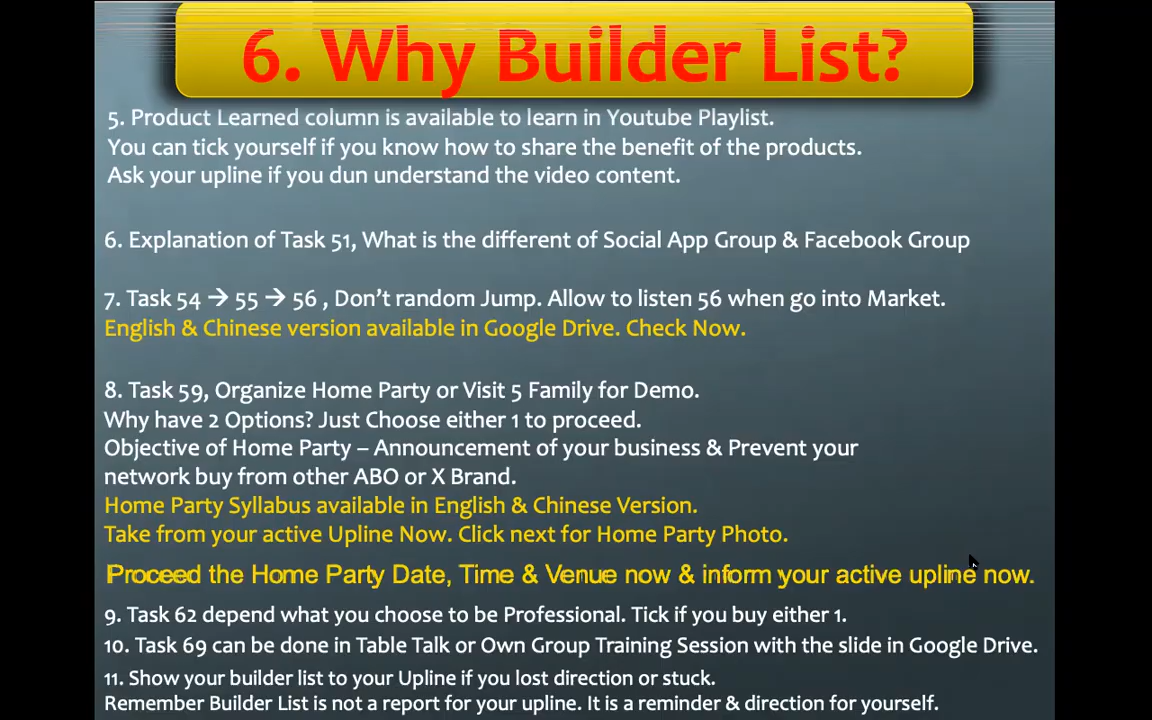 6. Why Builder List?
5. Product Learned column is available to learn in Youtube Playlist.
You can tick yourself if you know how to share the benefit of the products.
Ask your upline if you dun understand the video content.
6. Explanation of Task 51, What is the different of Social App Group & Facebook Group
7. Task 54 → 55 → 56 , Don’t random Jump. Allow to listen 56 when go into Market.
English & Chinese version available in Google Drive. Check Now.
8. Task 59, Organize Home Party or Visit 5 Family for Demo.
Why have 2 Options? Just Choose either 1 to proceed.
Objective of Home Party – Announcement of your business & Prevent your
network buy from other ABO or X Brand.
Home Party Syllabus available in English & Chinese Version.
Take from your active Upline Now. Click next for Home Party Photo.
Proceed the Home Party Date, Time & Venue now & inform your active upline now.
9. Task 62 depend what you choose to be Professional. Tick if you buy either 1.
10. Task 69 can be done in Table Talk or Own Group Training Session with the slide in Google Drive.
11. Show your builder list to your Upline if you lost direction or stuck.
Remember Builder List is not a report for your upline. It is a reminder & direction for yourself.